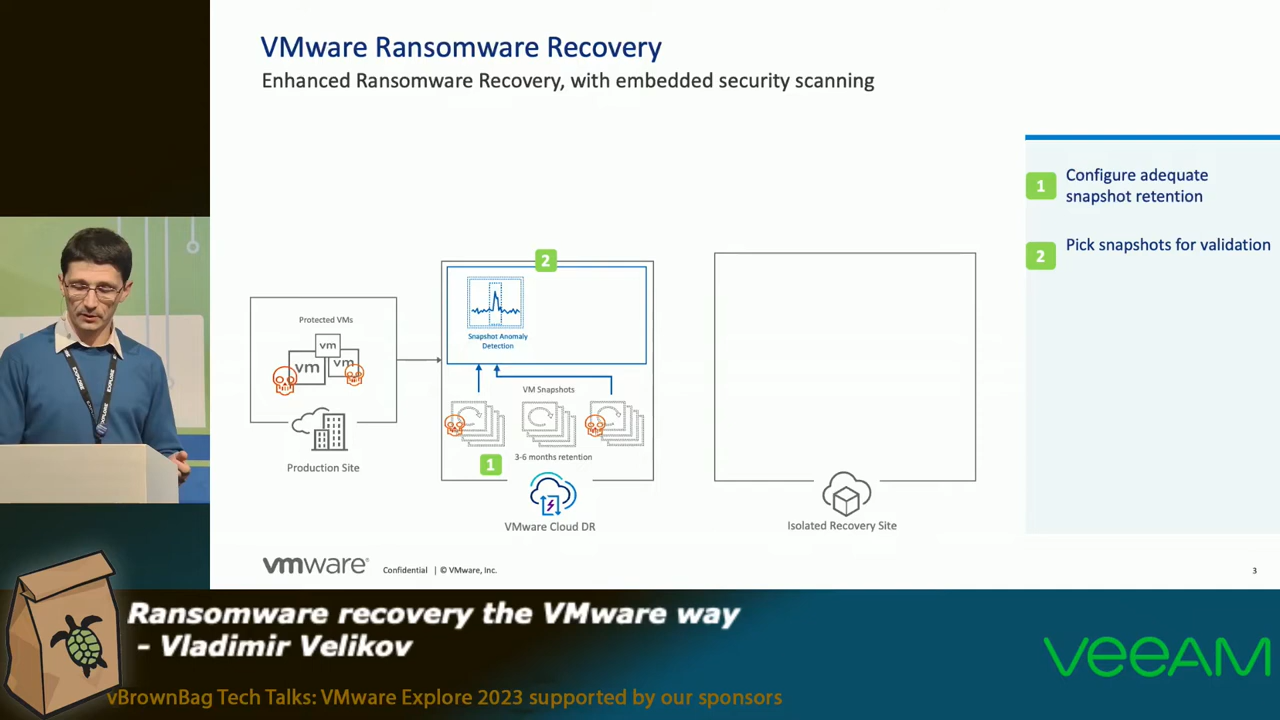 VMware Ransomware Recovery
Enhanced Ransomware Recovery, with embedded security scanning
1
Configure adequate
snapshot retention
2
Pick snapshots for validation
2
Snapshot Anomaly
Detection
Protected VMs
vm
vm
vm
VM Snapshots
3-6 months retention
1
Production Site
VMware Cloud DR
Isolated Recovery Site
vmware®
Confidential | © VMware, Inc.
3
EXPLORE
Ransomware recovery the VMware way
- Vladimir Velikov
veeAM
vBrownBag Tech Talks: VMware Explore 2023 supported by our sponsors